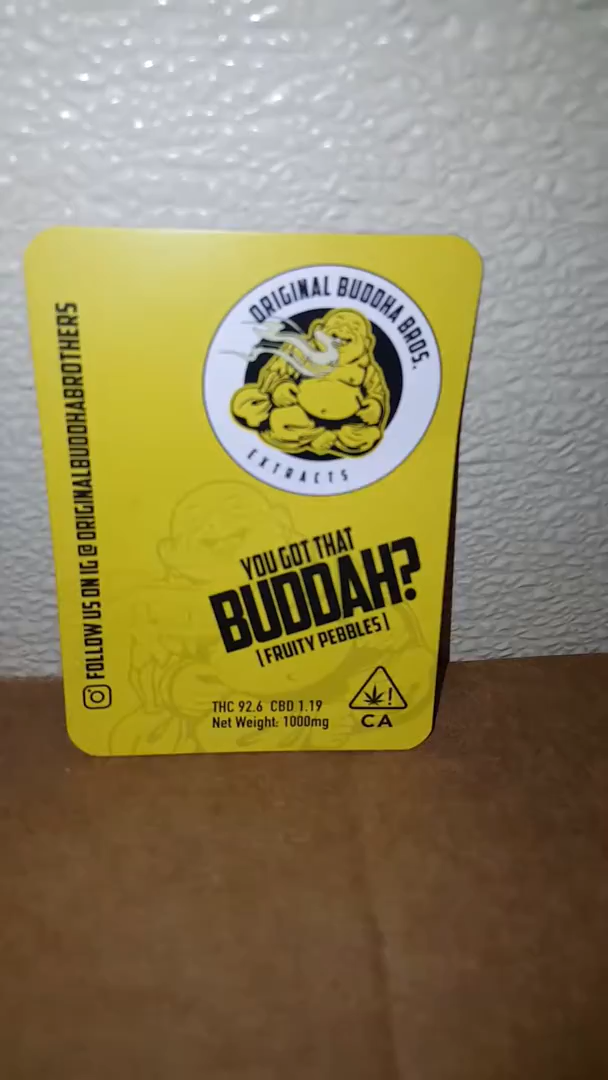 ORIGINAL BUDDHA BROS.
EXTRACTS
FOLLOW US ON IG @ORIGINALBUDDHABROTHERS
YOU GOT THAT
BUDDAH?
[FRUITY PEBBLES]
THC 92.6 CBD 1.19
Net Weight: 1000mg
!
CA